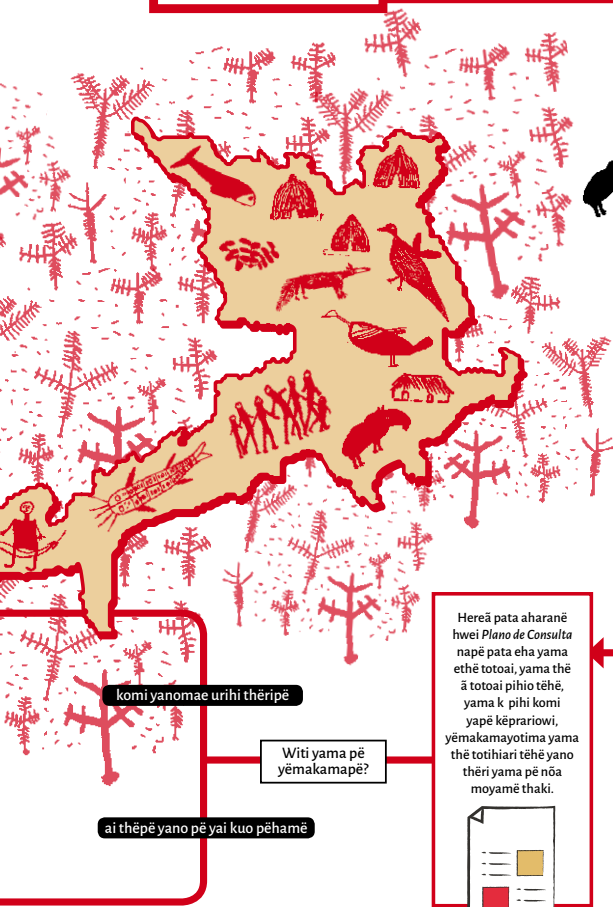 komi yanomae urihi thëripë
Witi yama pë
yëmakamapë?
ai thëpë yano pë yai kuo pëhamë
Hereã pata aharanë
hwei Plano de Consulta
napë pata eha yama
ethë totoai, yama thë
ã totoai pihio tëhë,
yama k pihi komi
yapë këprariowi,
yëmakamayotima yama
thë totihiari tëhë yano
thëri yama pë nõa
moyamë thaki.